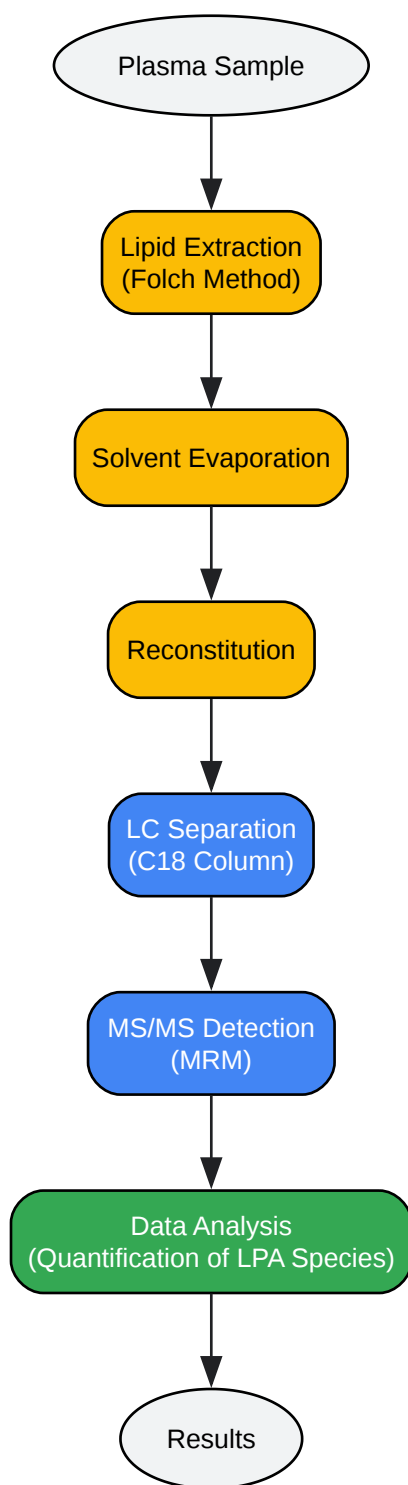 Plasma Sample
Lipid Extraction
(Folch Method)
Solvent Evaporation
Reconstitution
LC Separation
(C18 Column)
MS/MS Detection
(MRM)
Data Analysis
(Quantification of LPA Species)
Results